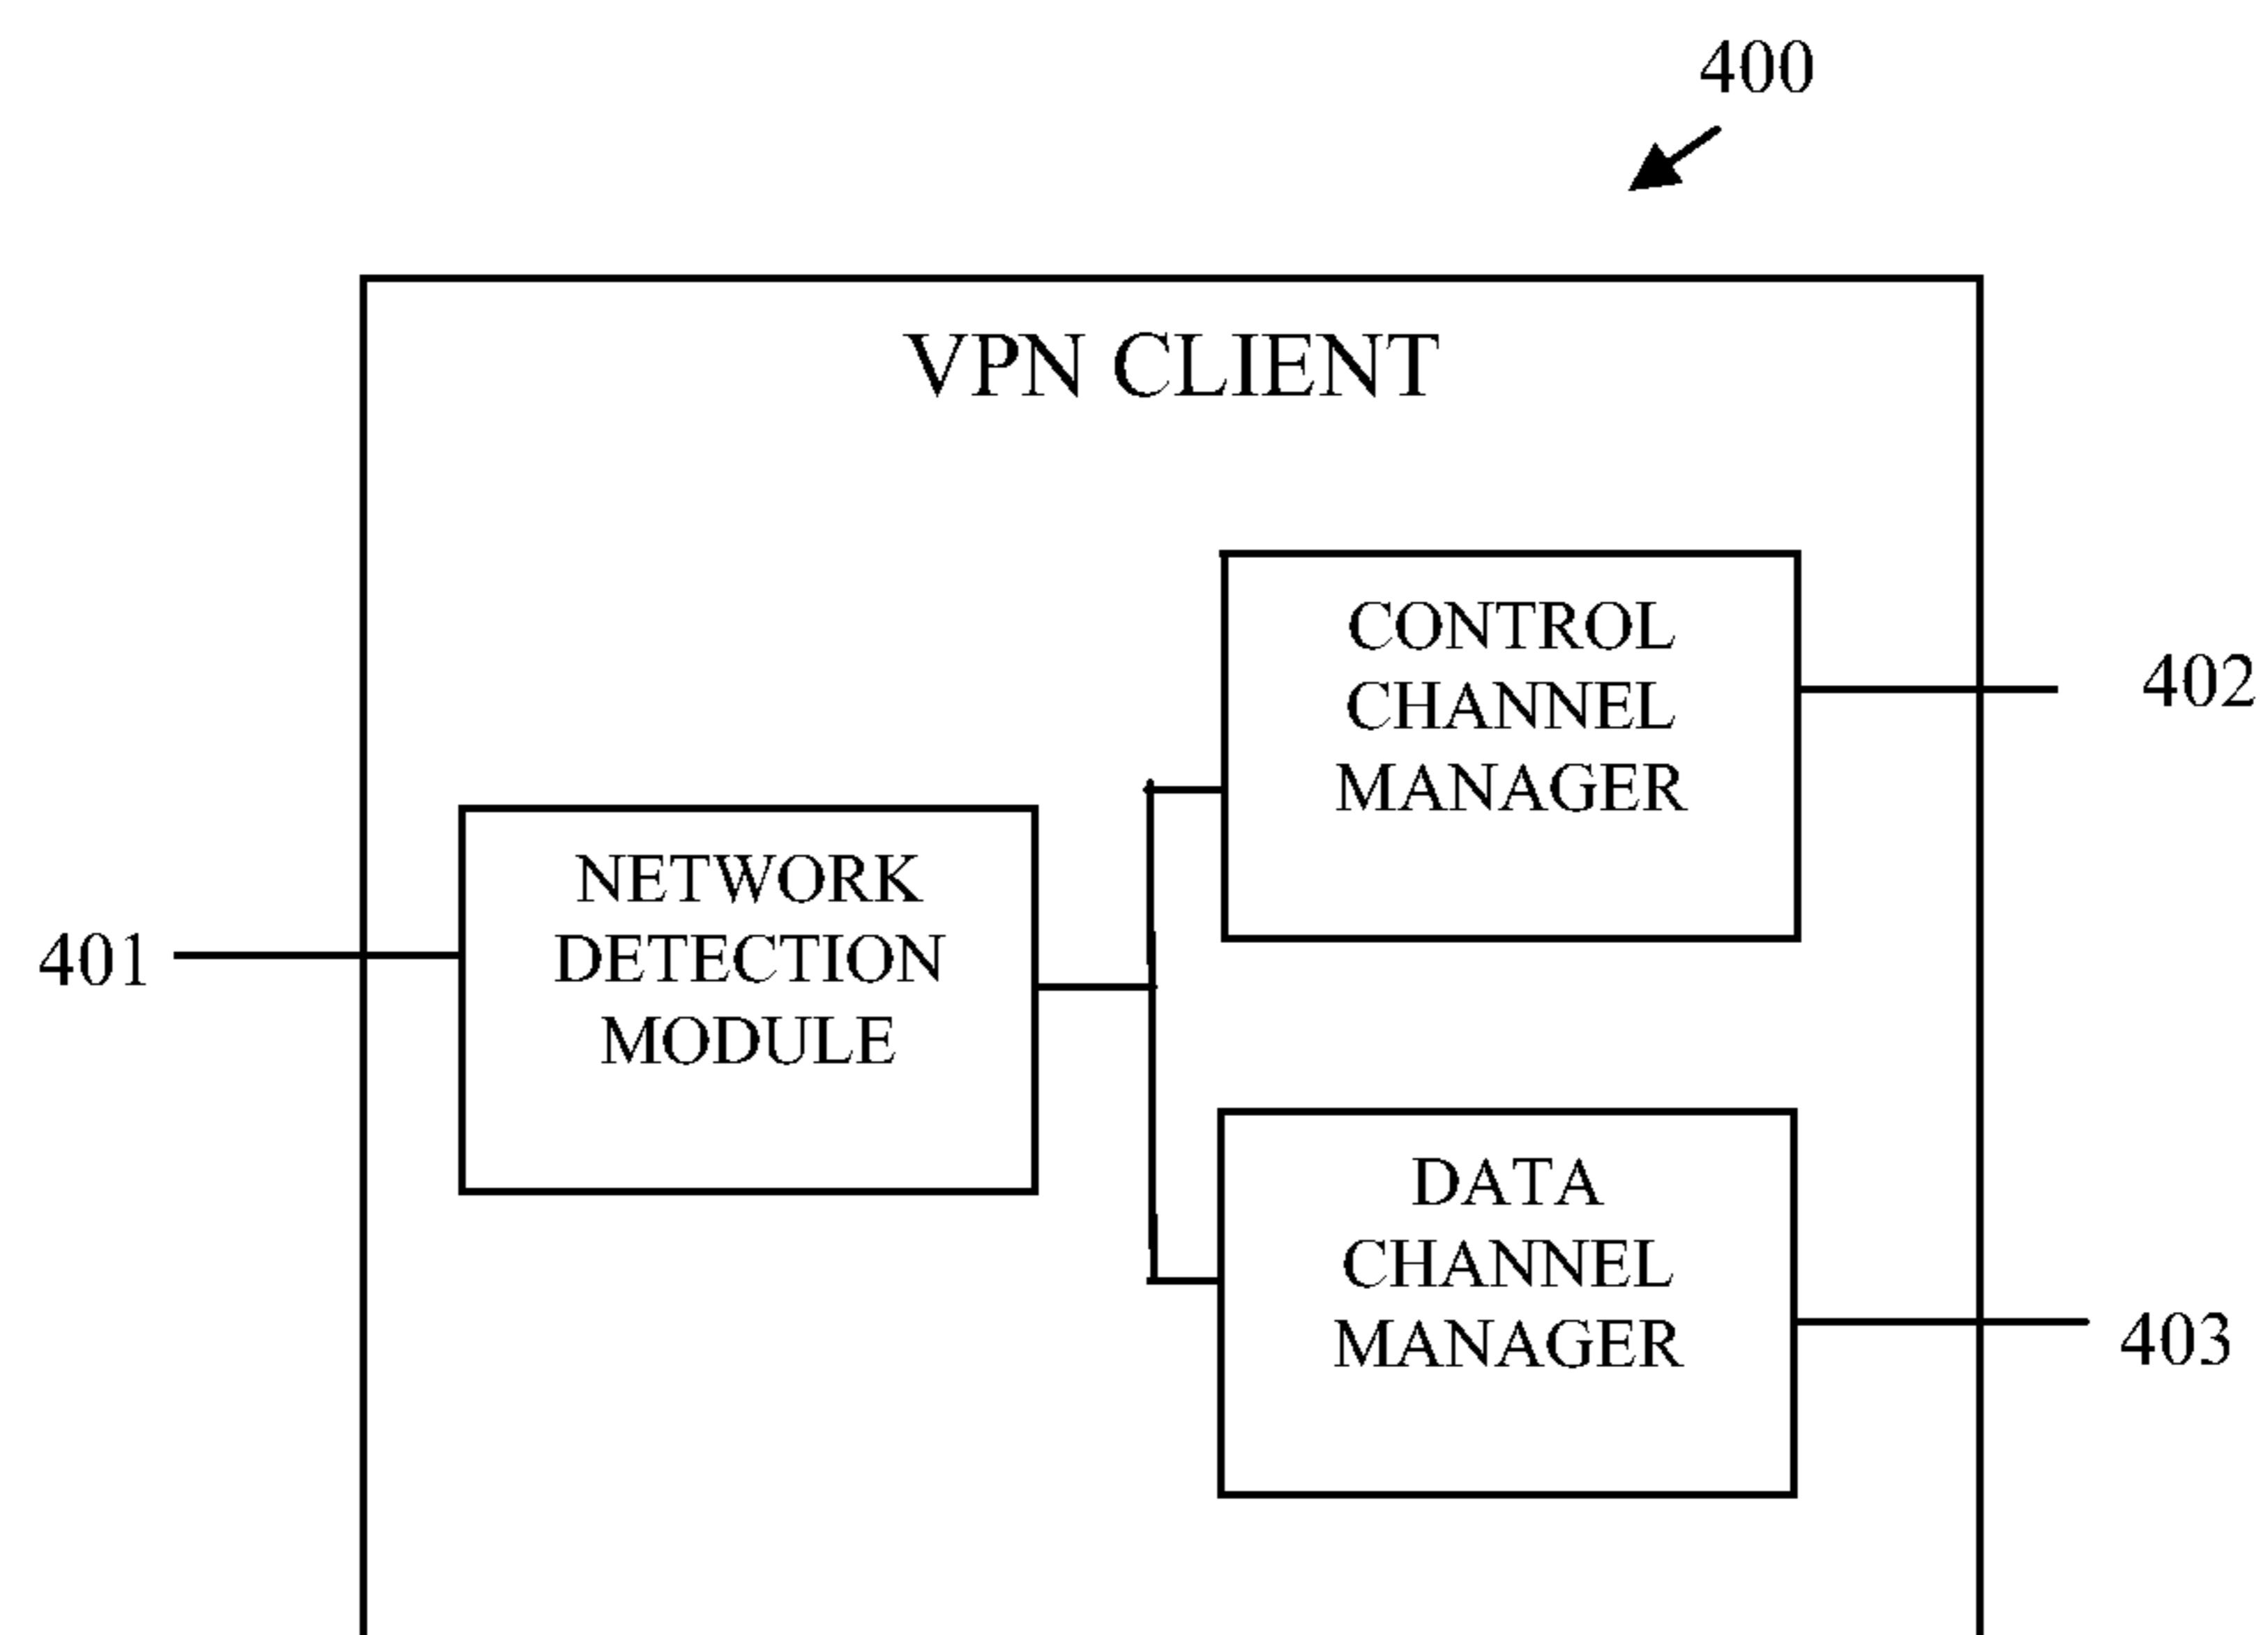 400
VPN CLIENT
CONTROL
CHANNEL
MANAGER
402
NETWORK
DETECTION
MODULE
401
DATA
CHANNEL
MANAGER
403